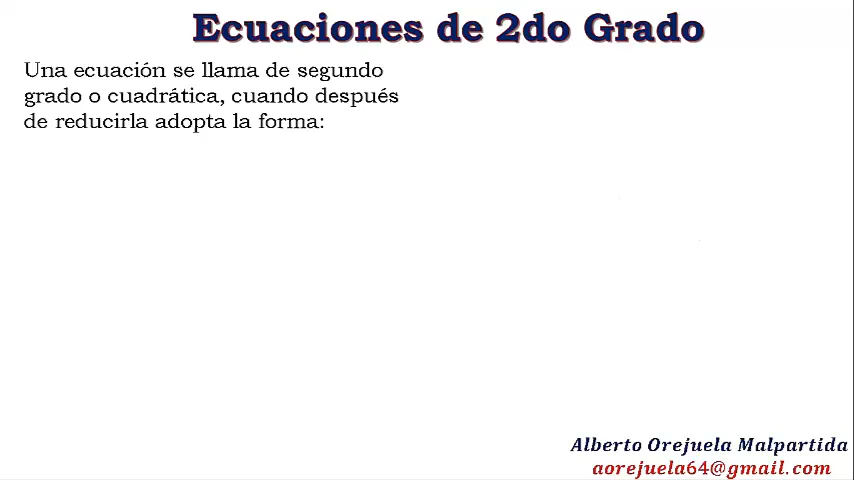 Ecuaciones de 2do Grado
Una ecuación se llama de segundo
grado o cuadrática, cuando después
de reducirla adopta la forma:
Alberto Orejuela Malpartida
aorejuela64@gmail.com